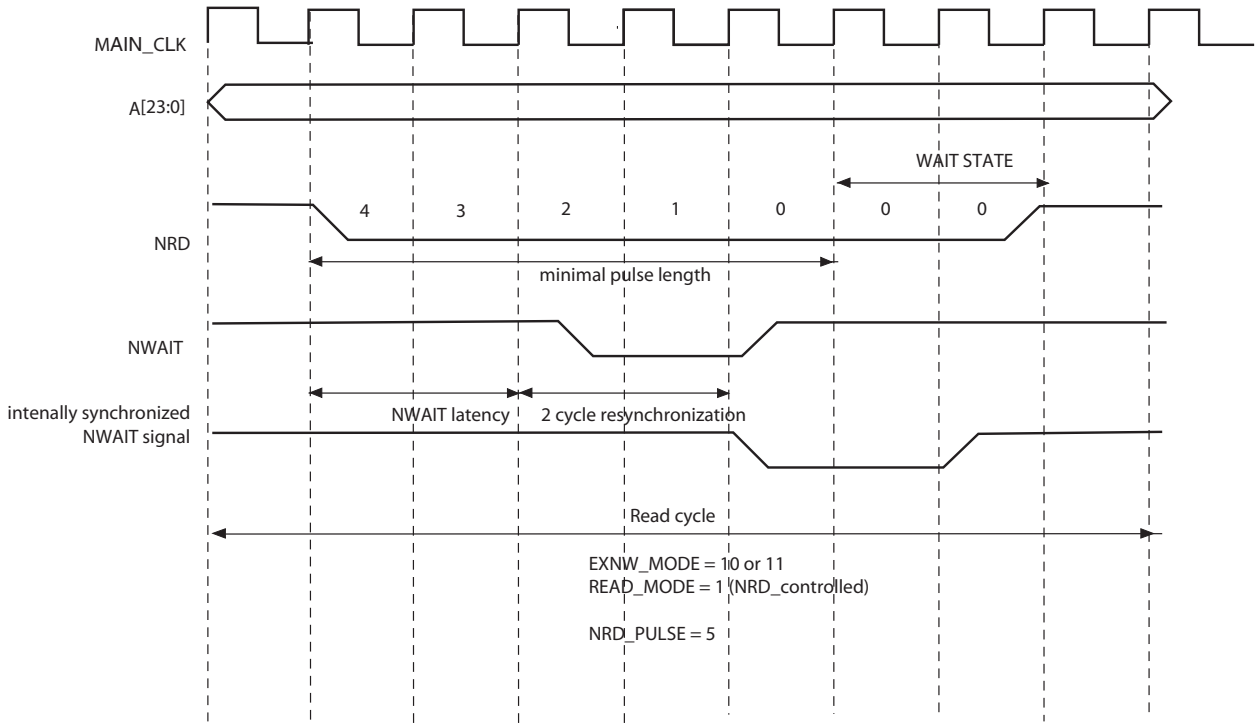 MAIN_CLK
A[23:0]
WAIT STATE
4 3 2 1 0 0 0
NRD
minimal pulse length
NWAIT
NWAIT latency 2 cycle resynchronization
intenally synchronized
NWAIT signal
Read cycle
EXNW_MODE = 10 or 11
READ_MODE = 1 (NRD_controlled)
NRD_PULSE = 5